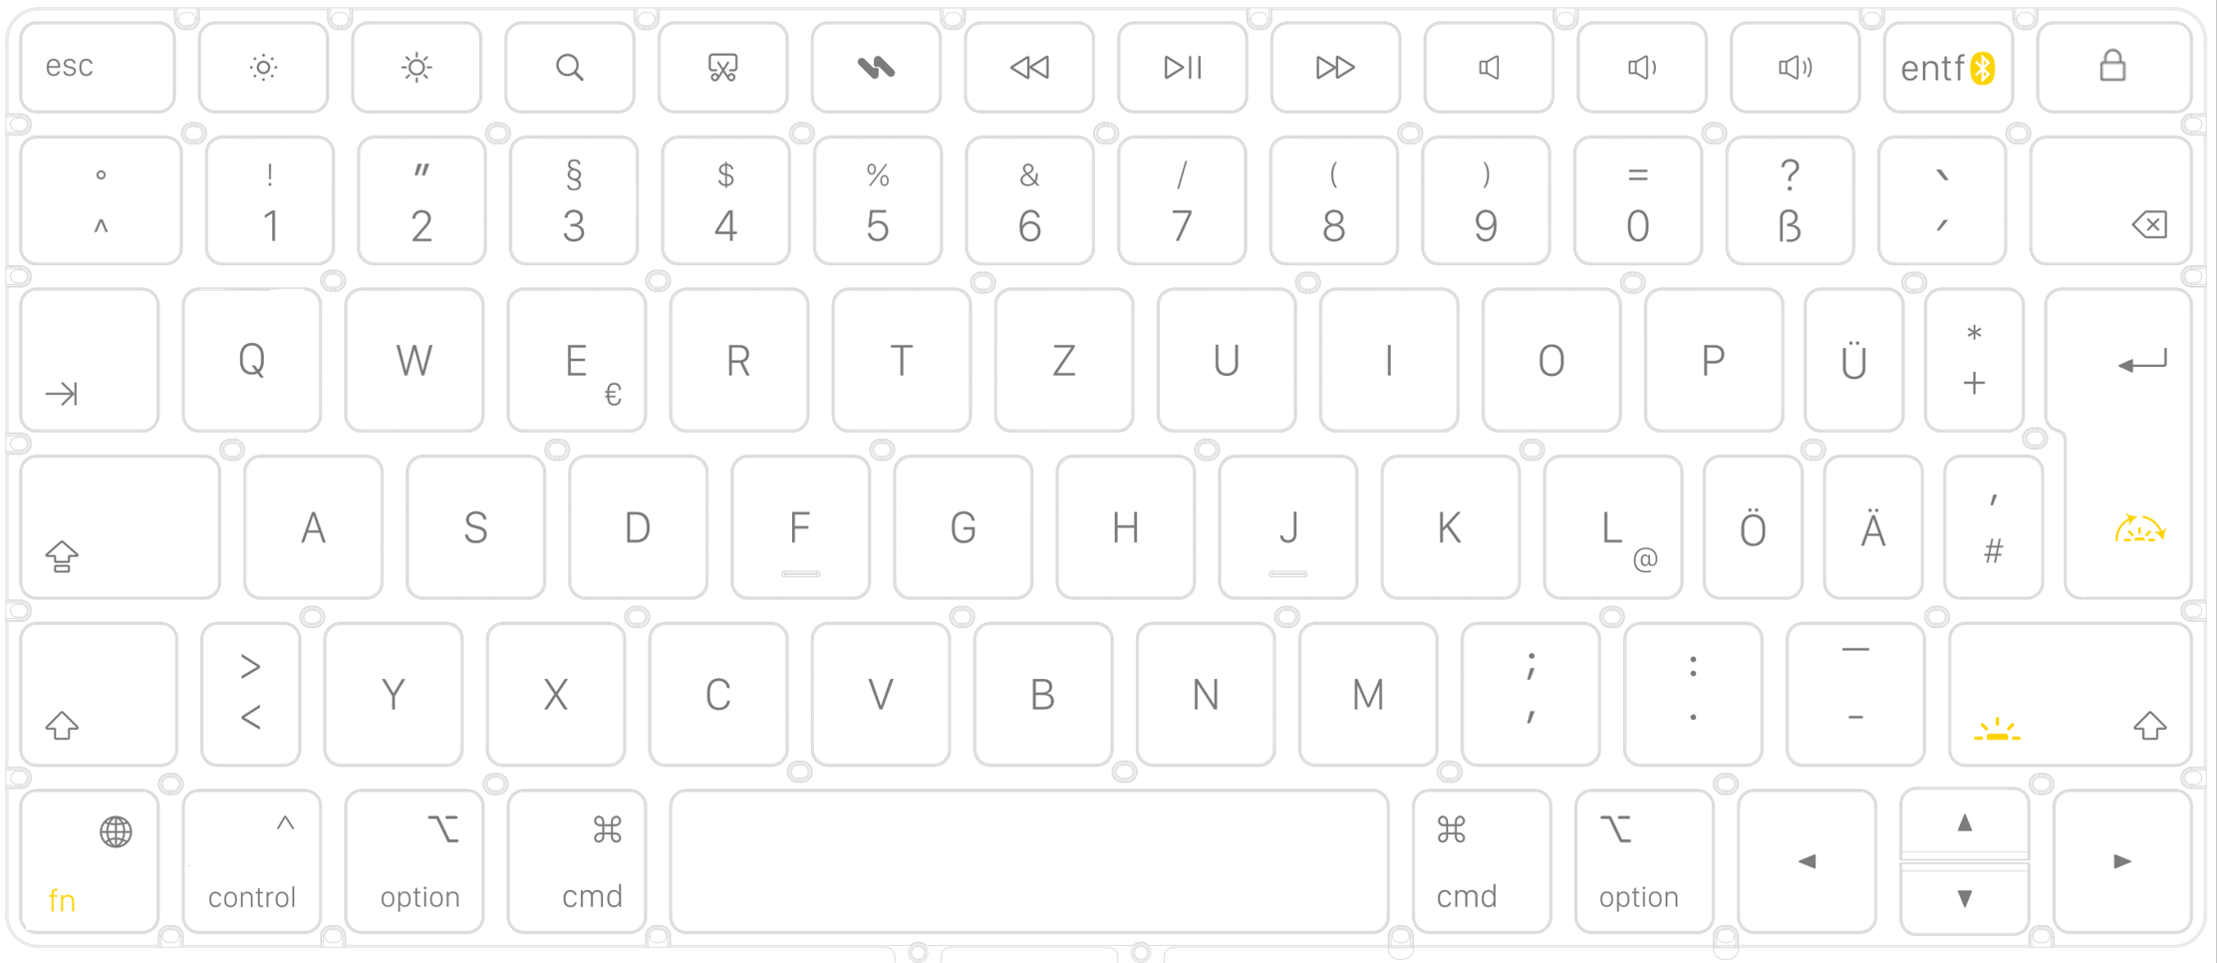 esc entf
° ! " § $ % & / ( ) = ? `
^ 1 2 3 4 5 6 7 8 9 0 ß ´
Q W E € R T Z U I O P Ü * +
A S D F G H J K L @ Ö Ä ' #
> < Y X C V B N M ; , : . — -
^ ⌥ ⌘ ⌘ ⌥
fn control option cmd cmd option